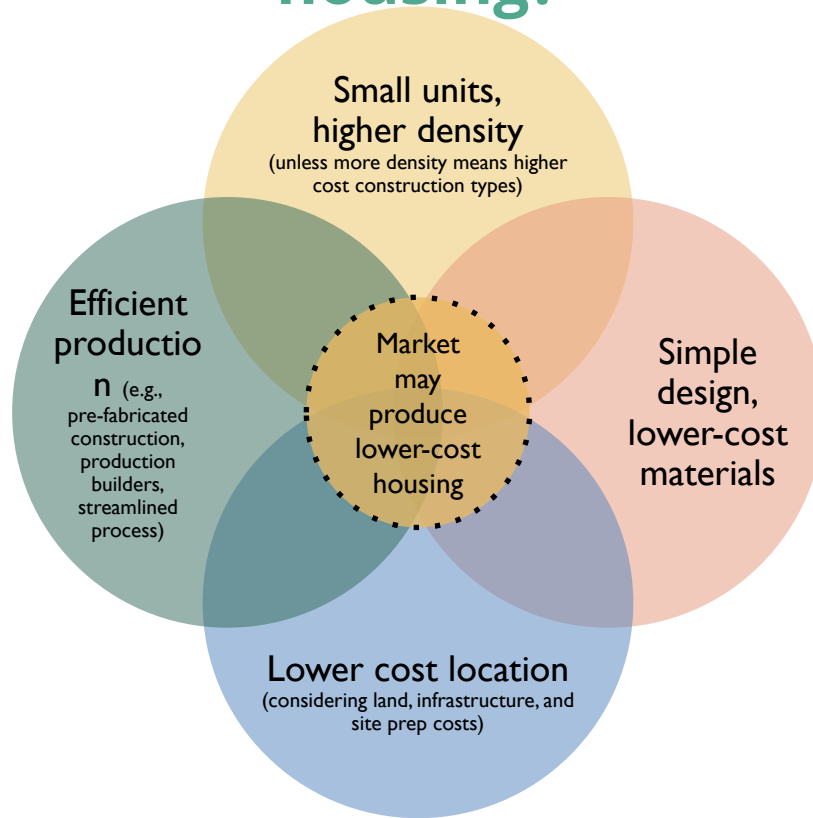 housing?
Small units,
higher density
(unless more density means higher
cost construction types)
Efficient
productio
n (e.g.,
pre-fabricated
construction,
production
builders,
streamlined
process)
Market
may
produce
lower-cost
housing
Simple
design,
lower-cost
materials
Lower cost location
(considering land, infrastructure, and
site prep costs)